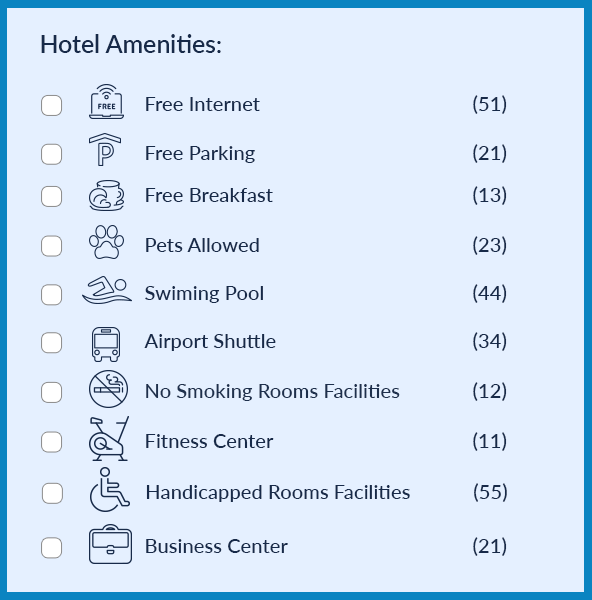 Hotel Amenities:
FREE
Free Internet (51)
P
Free Parking (21)
Free Breakfast (13)
Pets Allowed (23)
Swiming Pool (44)
Airport Shuttle (34)
No Smoking Rooms Facilities (12)
Fitness Center (11)
Handicapped Rooms Facilities (55)
Business Center (21)